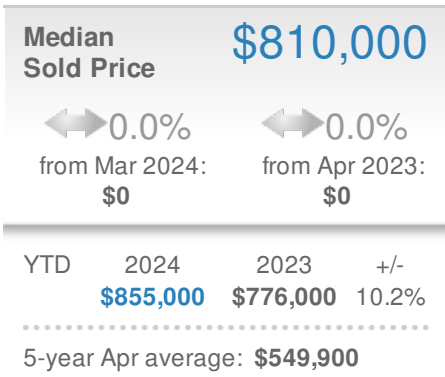 Median
Sold Price
$810,000
0.0%
0.0%
from Mar 2024:
from Apr 2023:
$0
$0
YTD 2024 2023 +/-
$855,000 $776,000 10.2%
5-year Apr average: $549,900